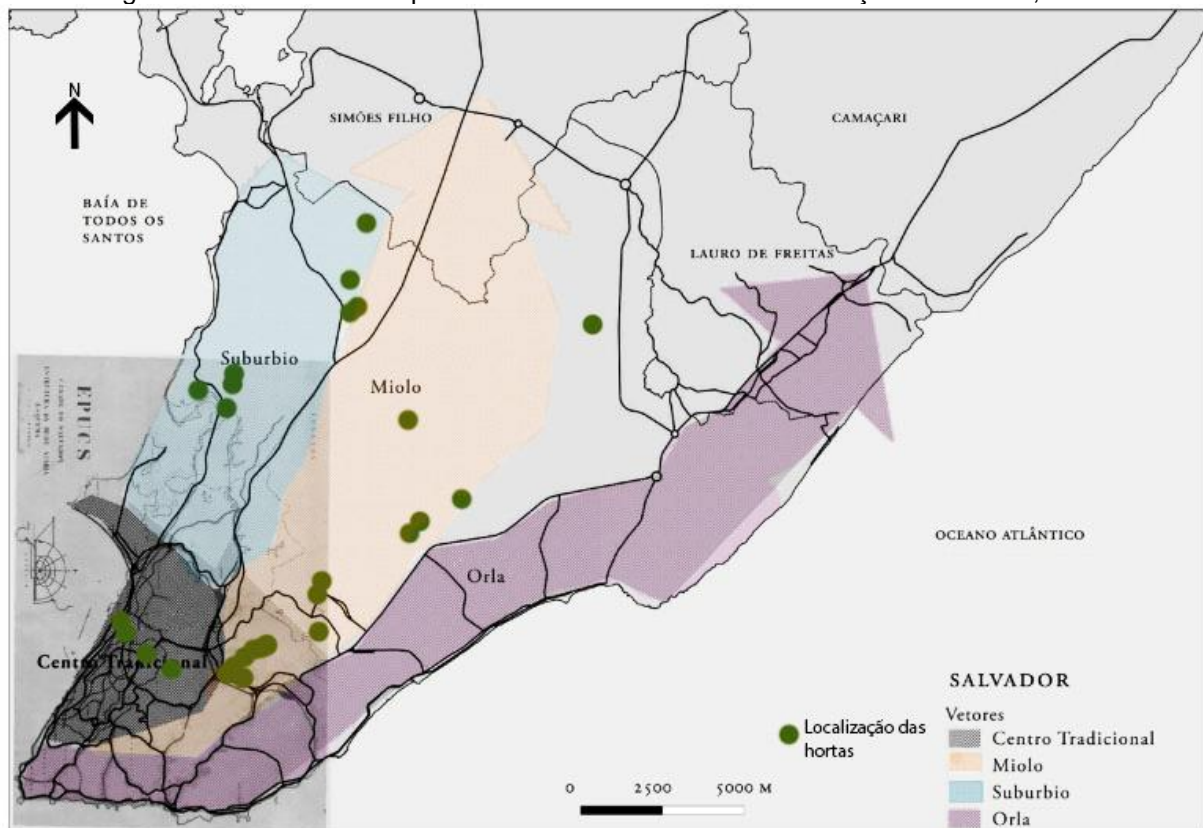 N
SIMÕES FILHO
CAMAÇARI
BAÍA DE
TODOS OS
SANTOS
LAURO DE FREITAS
Suburbio
Miolo
EPUCS
OCEANO ATLÂNTICO
Orla
Centro Tradicional
SALVADOR
Vetores
Localização das
hortas
Centro Tradicional
Miolo
Suburbio
Orla
0 2500 5000 M